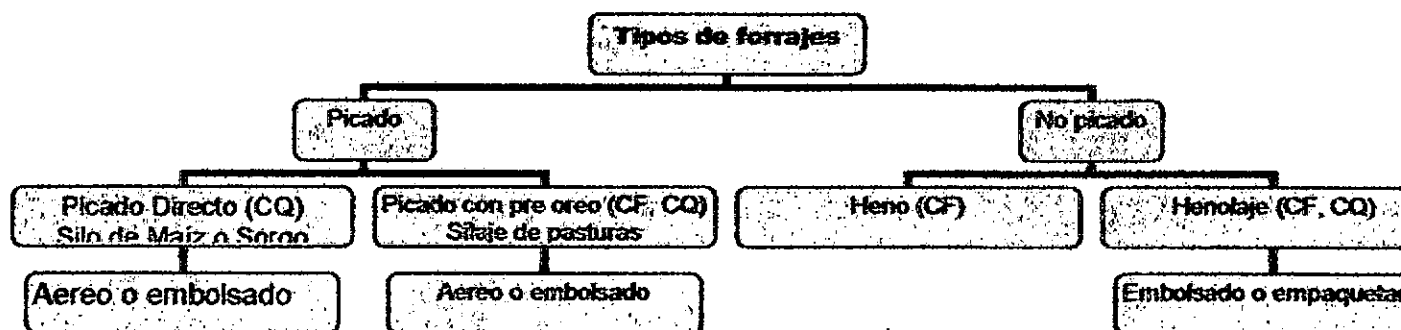 Tipos de forrajes
Picado
No picado
Picado Directo (CQ)
Silo de Maíz o Sorgo
Picado con pre oreo (CF, CQ)
Silaje de pasturas
Heno (CF)
Henolaje (CF, CQ)
Aereo o embolsado
Aereo o embolsado
Embolsado o empaquetad